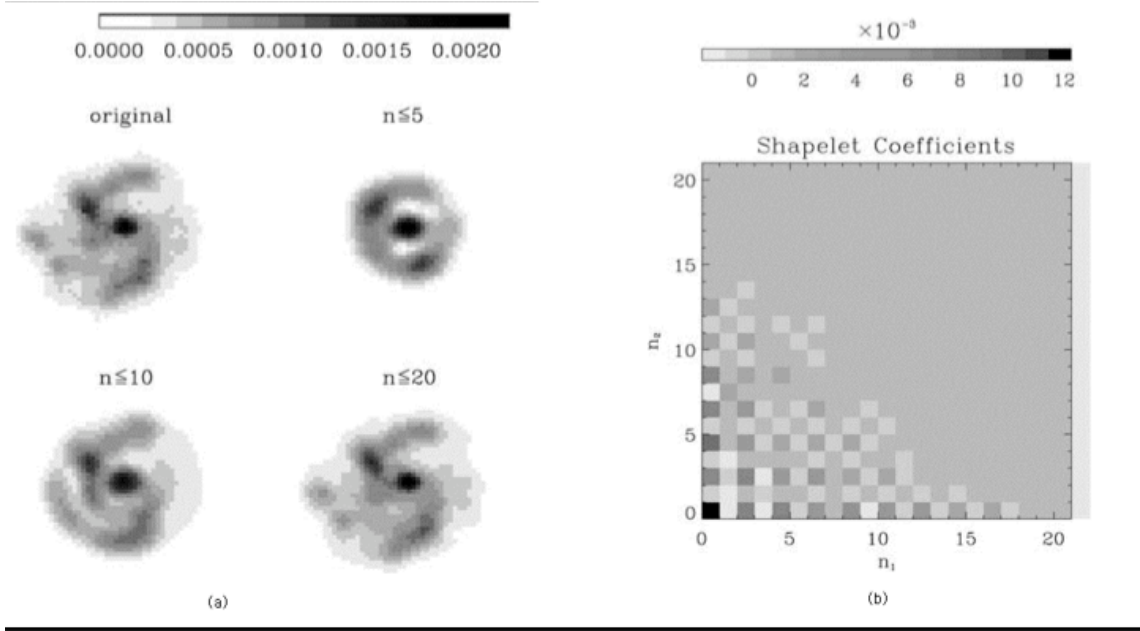 0.0000 0.0005 0.0010 0.0015 0.0020
original
n≦5
n≦10
n≦20
(a)
×10⁻³
0 2 4 6 8 10 12
Shapelet Coefficients
20
15
10
5
0
n₂
0 5 10 15 20
n₁
(b)